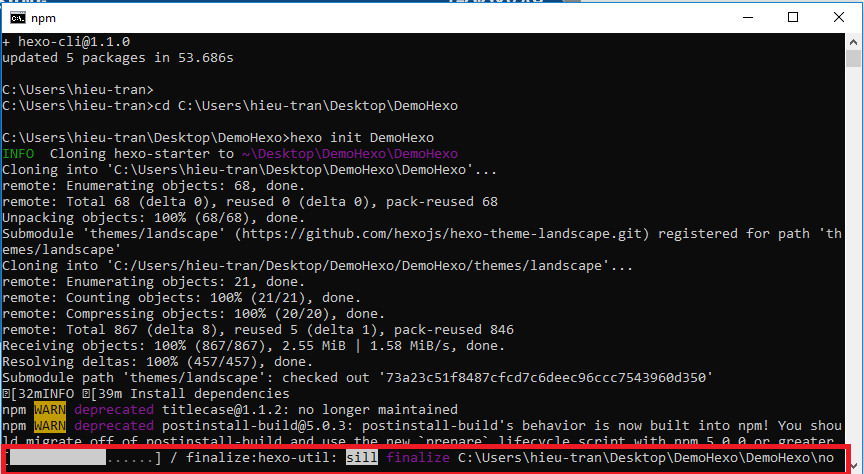 npm
+ hexo-cli@1.1.0
updated 5 packages in 53.686s
C:\Users\hieu-tran>
C:\Users\hieu-tran>cd C:\Users\hieu-tran\Desktop\DemoHexo
C:\Users\hieu-tran\Desktop\DemoHexo>hexo init DemoHexo
INFO  Cloning hexo-starter to ~\Desktop\DemoHexo\DemoHexo
Cloning into 'C:\Users\hieu-tran\Desktop\DemoHexo\DemoHexo'...
remote: Enumerating objects: 68, done.
remote: Total 68 (delta 0), reused 0 (delta 0), pack-reused 68
Unpacking objects: 100% (68/68), done.
Submodule 'themes/landscape' (https://github.com/hexojs/hexo-theme-landscape.git) registered for path 'th
emes/landscape'
Cloning into 'C:/Users/hieu-tran/Desktop/DemoHexo/DemoHexo/themes/landscape'...
remote: Enumerating objects: 21, done.
remote: Counting objects: 100% (21/21), done.
remote: Compressing objects: 100% (20/20), done.
remote: Total 867 (delta 8), reused 5 (delta 1), pack-reused 846
Receiving objects: 100% (867/867), 2.55 MiB | 1.58 MiB/s, done.
Resolving deltas: 100% (457/457), done.
Submodule path 'themes/landscape': checked out '73a23c51f8487cfcd7c6deec96ccc7543960d350'
[32mINFO [39m Install dependencies
npm WARN deprecated titlecase@1.1.2: no longer maintained
npm WARN deprecated postinstall-build@5.0.3: postinstall-build's behavior is now built into npm! You shou
ld migrate off of postinstall-build and use the new `prepare` lifecycle script with npm 5.0.0 or greater.
[ ......] / finalize:hexo-util: sill finalize C:\Users\hieu-tran\Desktop\DemoHexo\DemoHexo\no